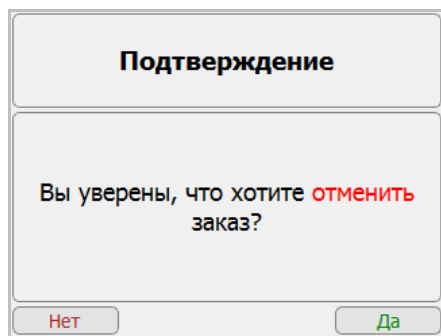 Подтверждение
Вы уверены, что хотите отменить
заказ?
Нет
Да